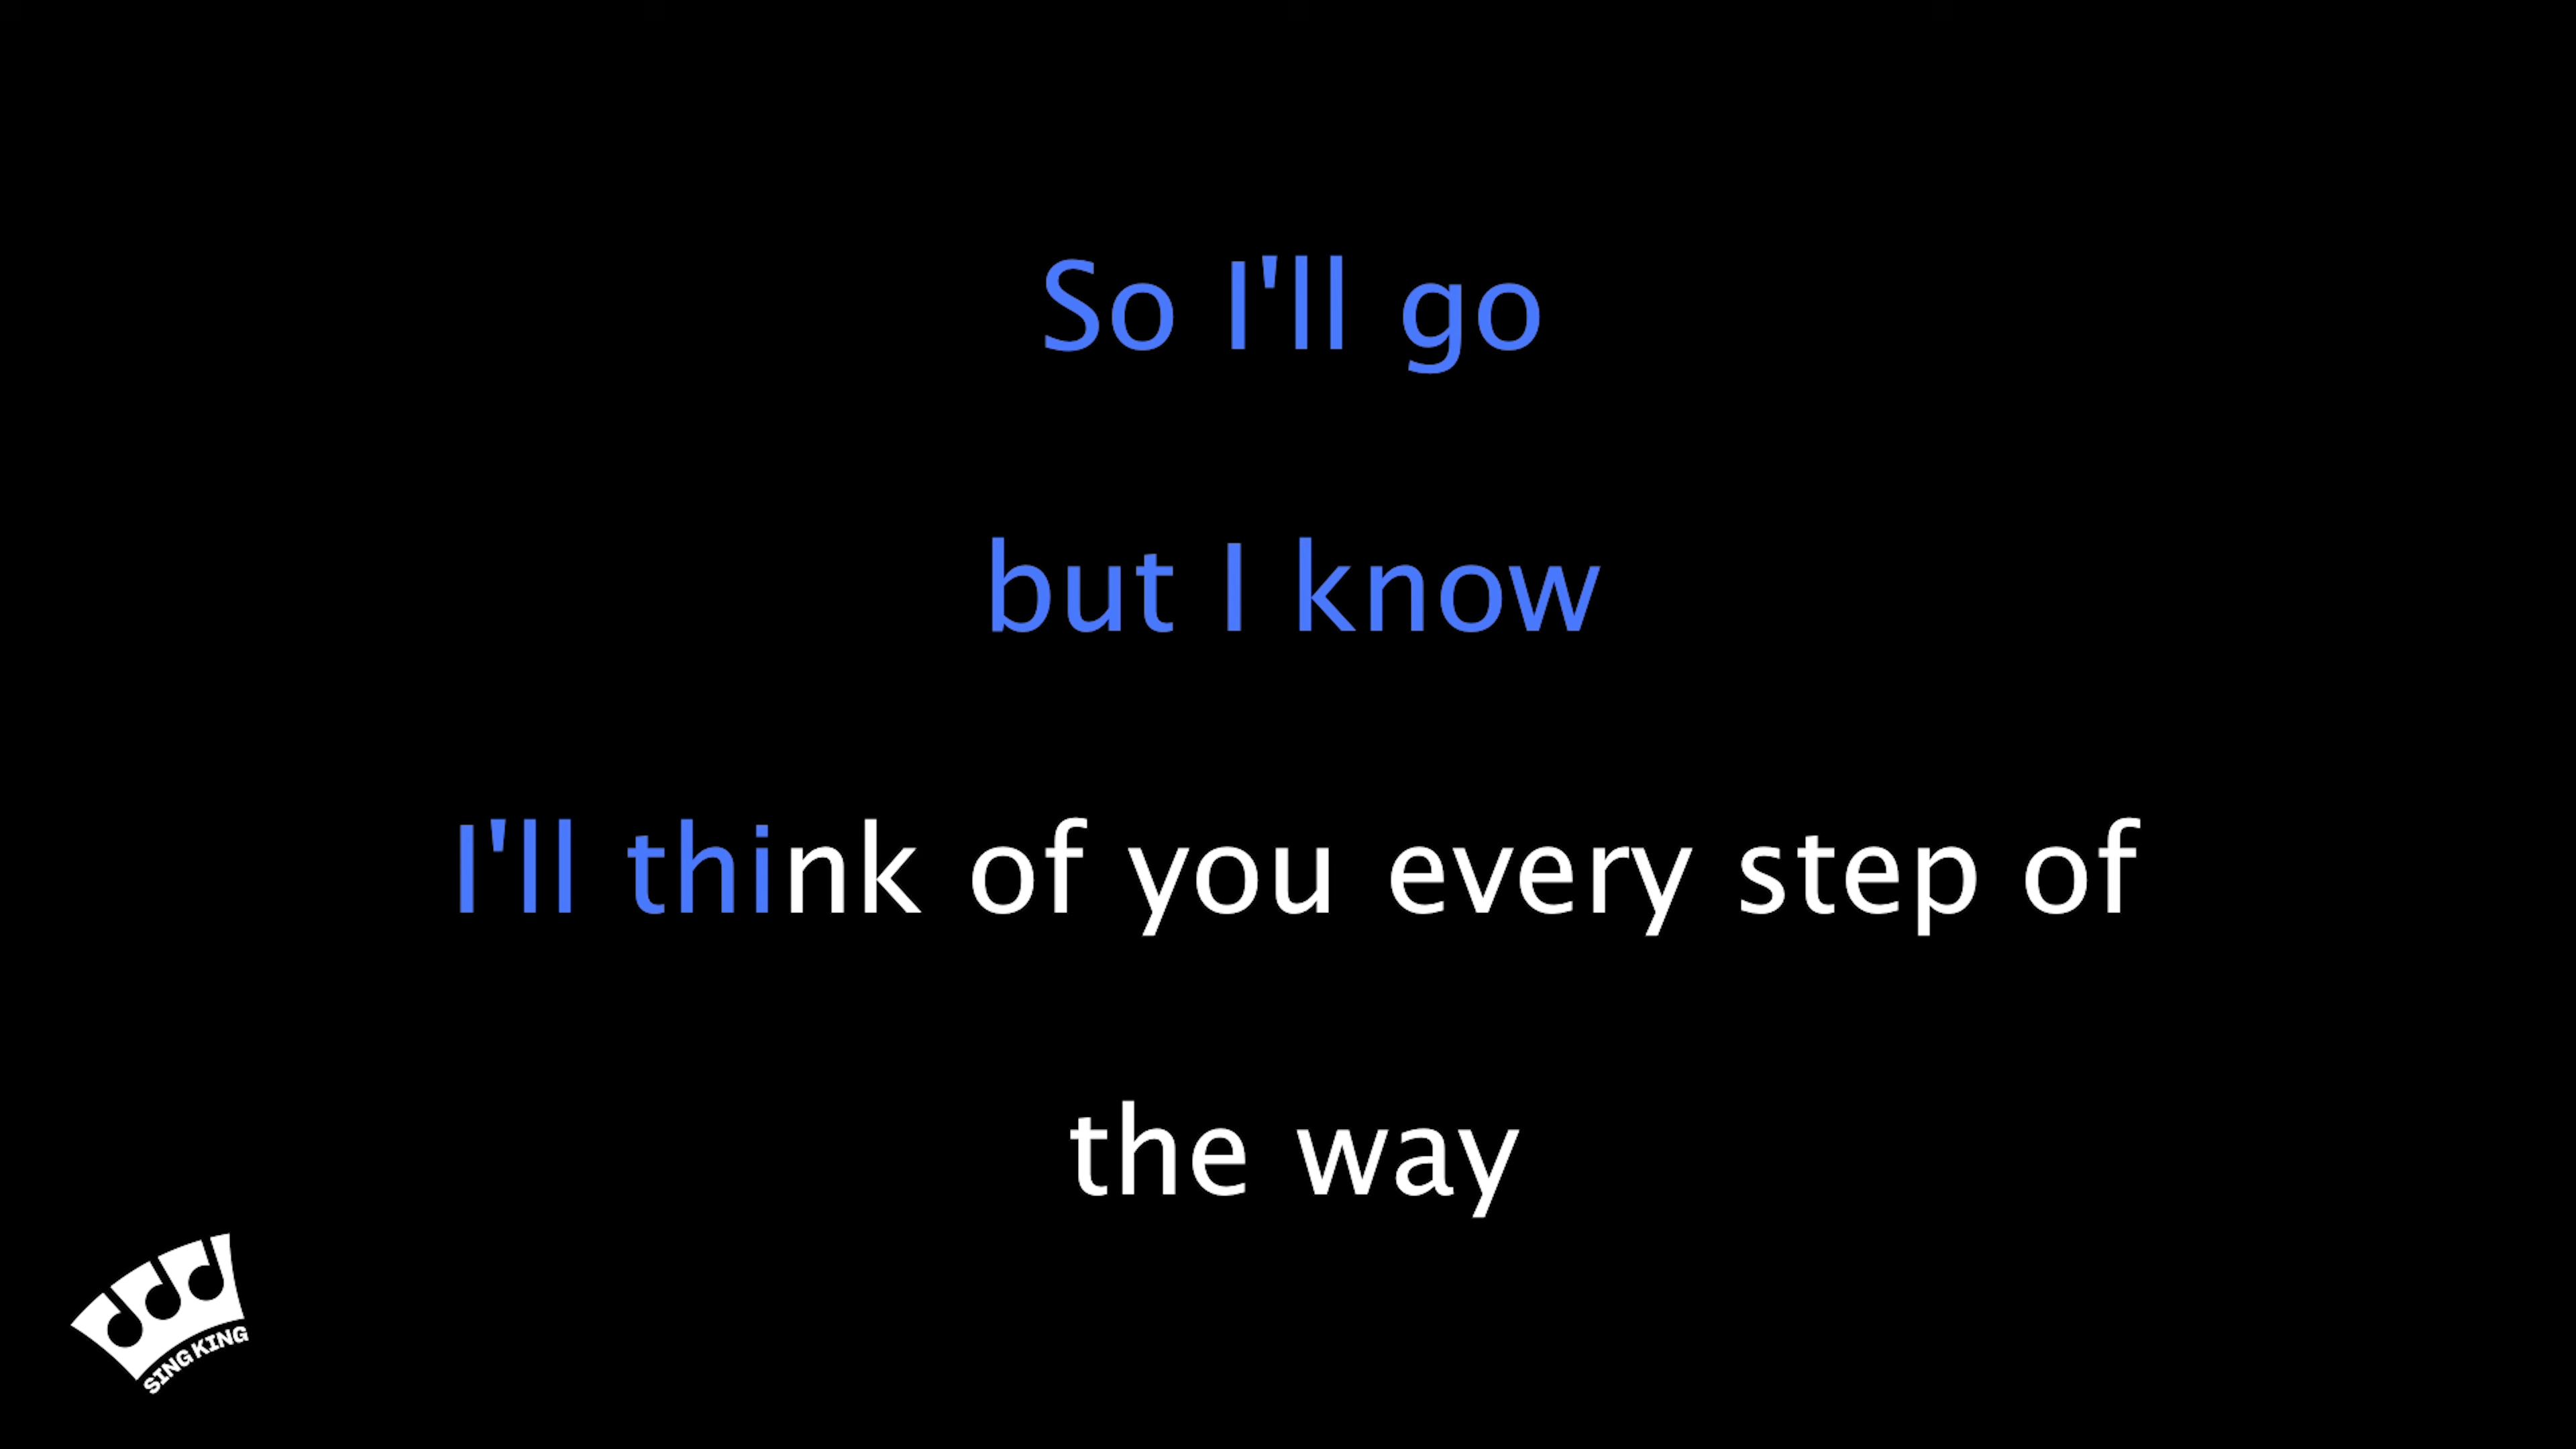 So I'll go
but I know
I'll think of you every step of
the way
SING KING